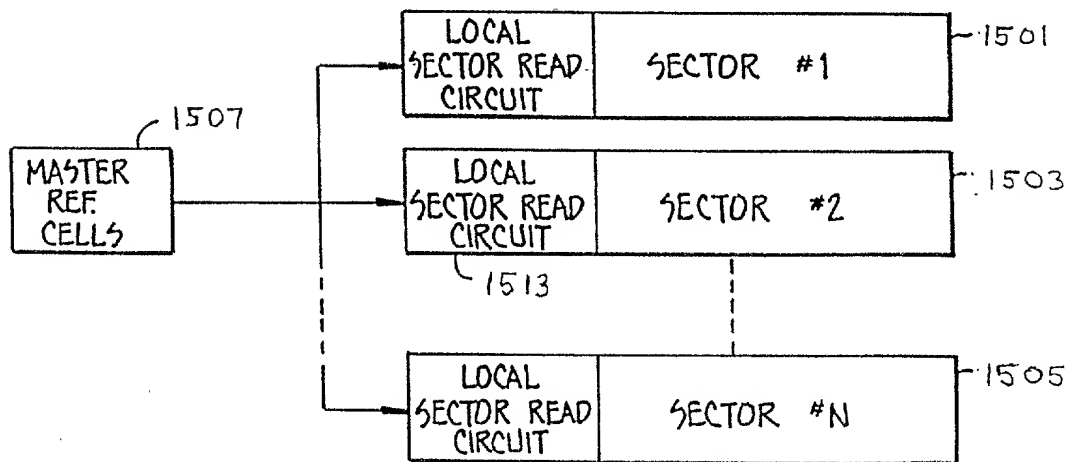 LOCAL
SECTOR READ
CIRCUIT
SECTOR #1
1501
1507
MASTER
REF.
CELLS
LOCAL
SECTOR READ
CIRCUIT
SECTOR #2
1503
1513
LOCAL
SECTOR READ
CIRCUIT
SECTOR #N
1505